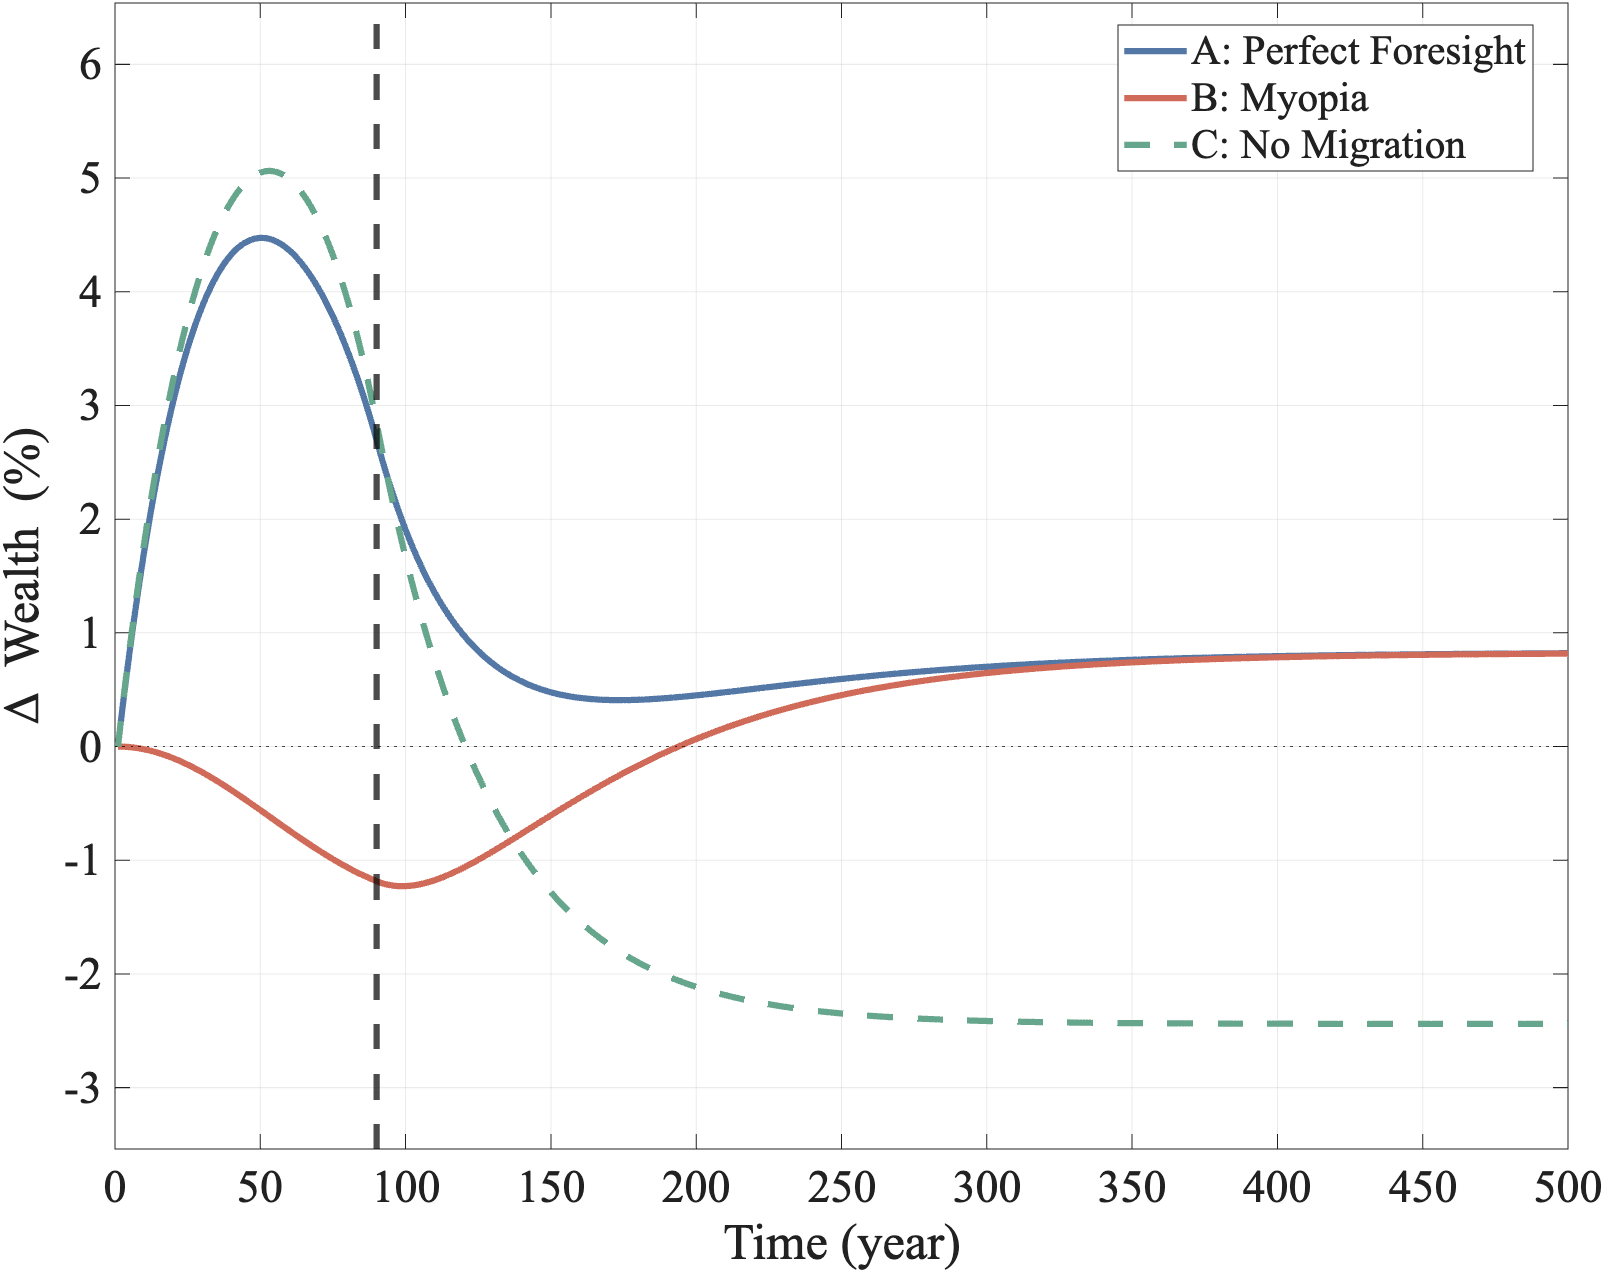 A: Perfect Foresight
B: Myopia
C: No Migration
Δ Wealth (%)
6
5
4
3
2
1
0
-1
-2
-3
0 50 100 150 200 250 300 350 400 450 500
Time (year)